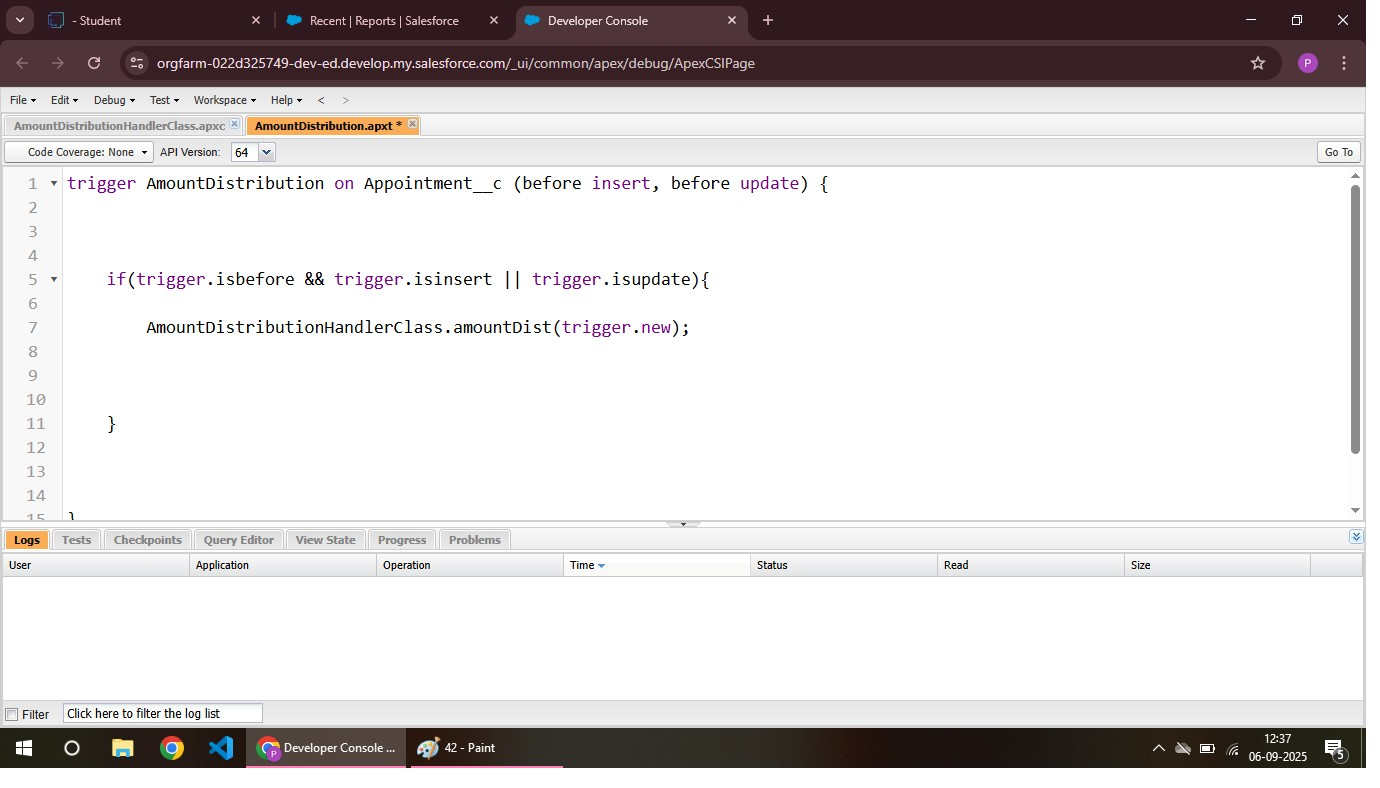 - Student
Recent | Reports | Salesforce
Developer Console
orgfarm-022d325749-dev-ed.develop.my.salesforce.com/_ui/common/apex/debug/ApexCSIPage
P
File Edit Debug Test Workspace Help < >
AmountDistributionHandlerClass.apxc
AmountDistribution.apxt *
Code Coverage: None
API Version:
64
Go To
1 trigger AmountDistribution on Appointment__c (before insert, before update) {
2
3
4
5 if(trigger.isbefore && trigger.isinsert || trigger.isupdate){
6
7 AmountDistributionHandlerClass.amountDist(trigger.new);
8
9
10
11 }
12
13
14
15 }
Logs Tests Checkpoints Query Editor View State Progress Problems
User Application Operation Time Status Read Size
Filter Click here to filter the log list
P
Developer Console ...
42 - Paint
12:37
06-09-2025
5